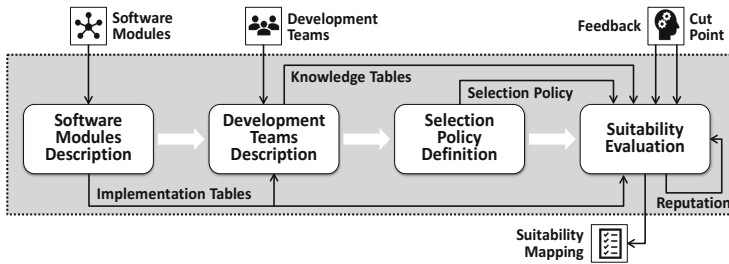 Software
Modules
Development
Teams
Feedback
Cut
Point
Knowledge Tables
Selection Policy
Software
Modules
Description
Development
Teams
Description
Selection
Policy
Definition
Suitability
Evaluation
Implementation Tables
Reputation
Suitability
Mapping